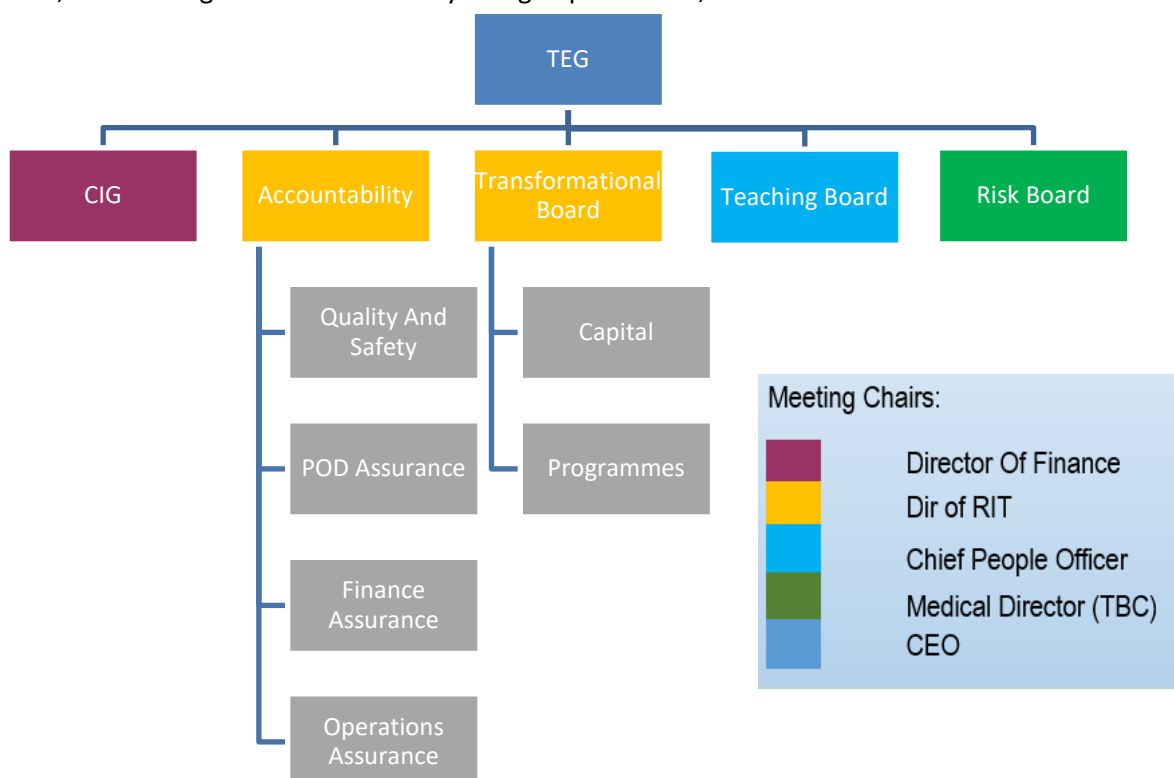 TEG
CIG
Accountability
Transformational
Board
Teaching Board
Risk Board
Quality And
Safety
Capital
POD Assurance
Programmes
Finance
Assurance
Operations
Assurance
Meeting Chairs:
Director Of Finance
Dir of RIT
Chief People Officer
Medical Director (TBC)
CEO